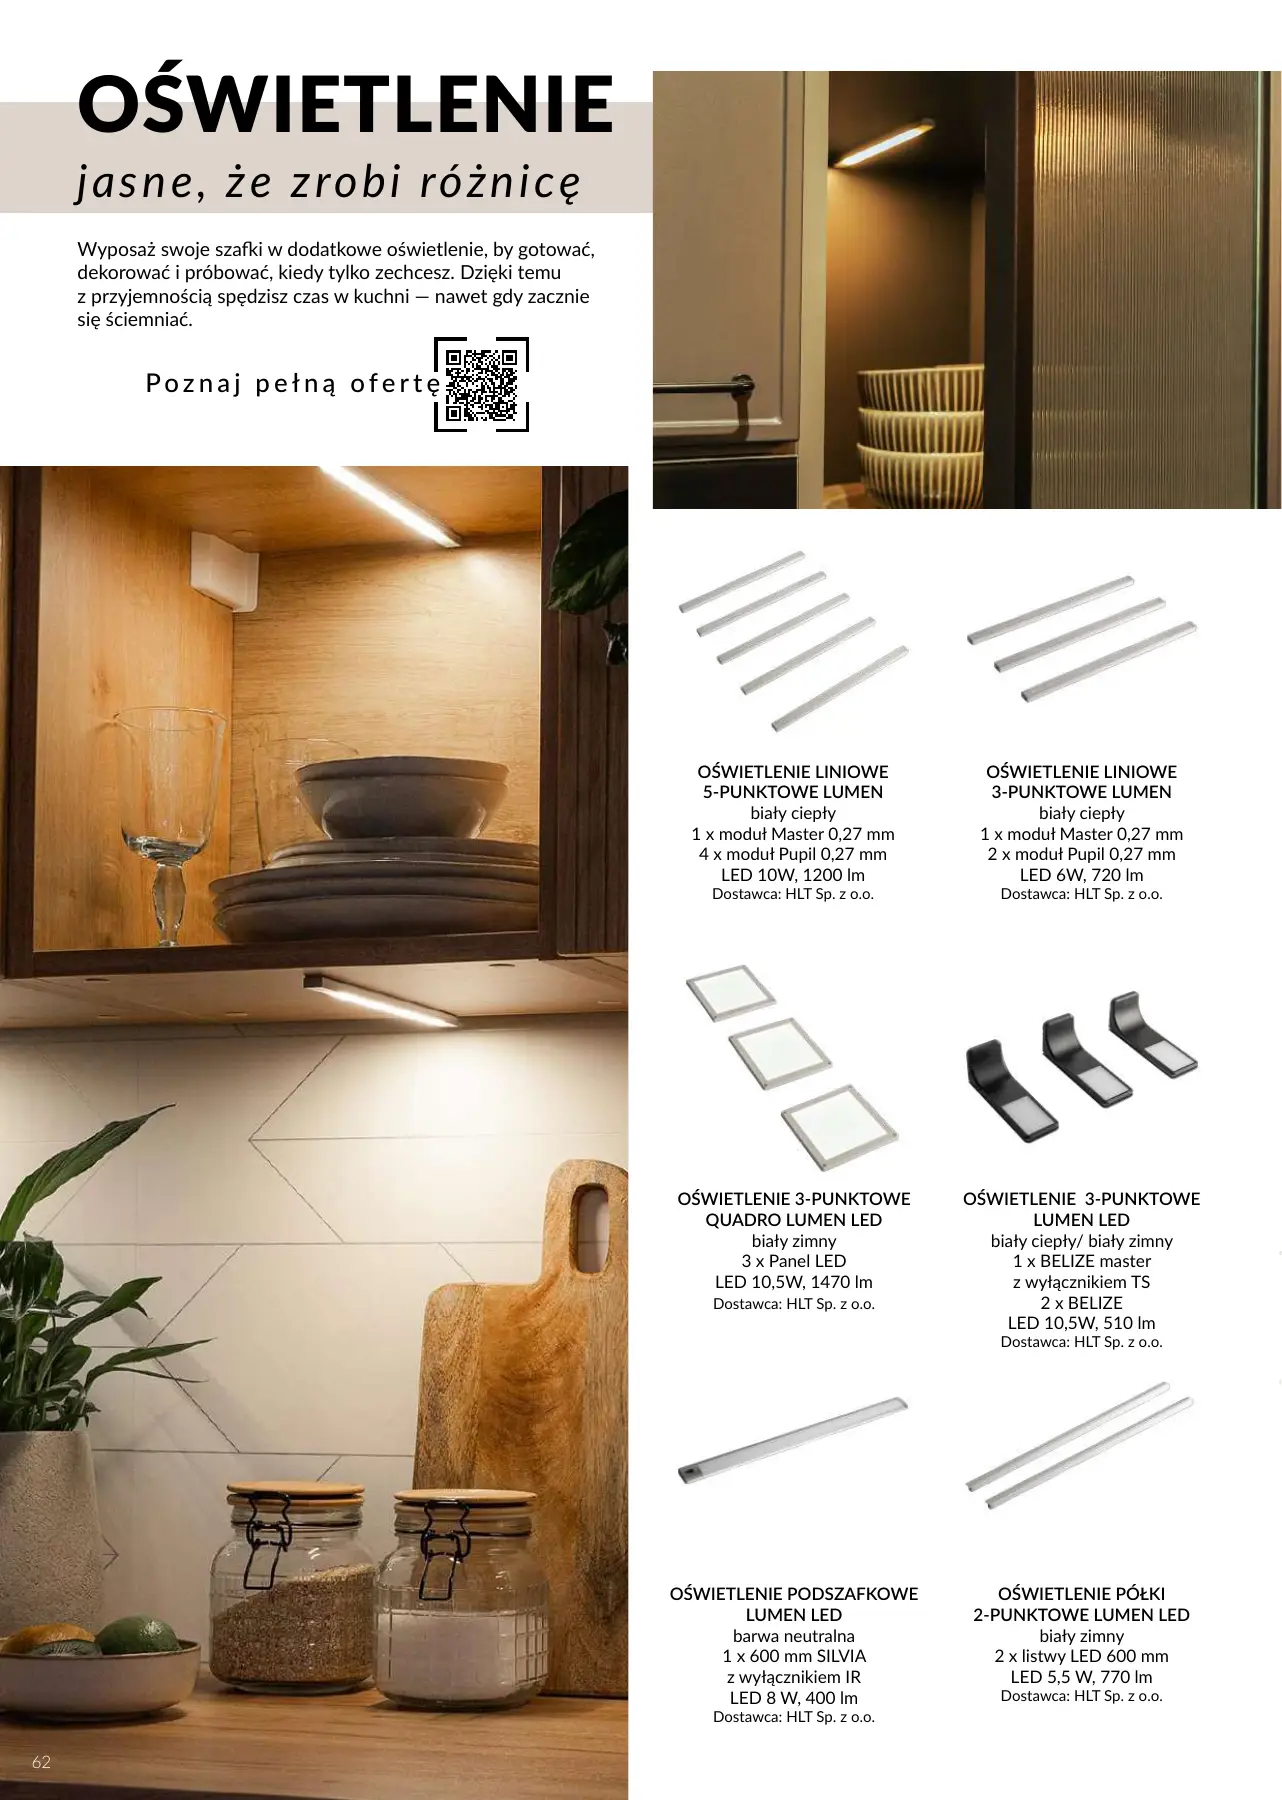 OŚWIETLENIE
jasne, że zrobi różnicę
Wyposaż swoje szafki w dodatkowe oświetlenie, by gotować,
dekorować i próbować, kiedy tylko zechcesz. Dzięki temu
z przyjemnością spędzisz czas w kuchni — nawet gdy zacznie
się ściemniać.
Poznaj pełną ofertę
OŚWIETLENIE LINIOWE
5-PUNKTOWE LUMEN
biały ciepły
1 x moduł Master 0,27 mm
4 x moduł Pupil 0,27 mm
LED 10W, 1200 lm
Dostawca: HLT Sp. z o.o.
OŚWIETLENIE LINIOWE
3-PUNKTOWE LUMEN
biały ciepły
1 x moduł Master 0,27 mm
2 x moduł Pupil 0,27 mm
LED 6W, 720 lm
Dostawca: HLT Sp. z o.o.
OŚWIETLENIE 3-PUNKTOWE
QUADRO LUMEN LED
biały zimny
3 x Panel LED
LED 10,5W, 1470 lm
Dostawca: HLT Sp. z o.o.
OŚWIETLENIE 3-PUNKTOWE
LUMEN LED
biały ciepły/ biały zimny
1 x BELIZE master
z wyłącznikiem TS
2 x BELIZE
LED 10,5W, 510 lm
Dostawca: HLT Sp. z o.o.
OŚWIETLENIE PODSZAFKOWE
LUMEN LED
barwa neutralna
1 x 600 mm SILVIA
z wyłącznikiem IR
LED 8 W, 400 lm
Dostawca: HLT Sp. z o.o.
OŚWIETLENIE PÓŁKI
2-PUNKTOWE LUMEN LED
biały zimny
2 x listwy LED 600 mm
LED 5,5 W, 770 lm
Dostawca: HLT Sp. z o.o.
62